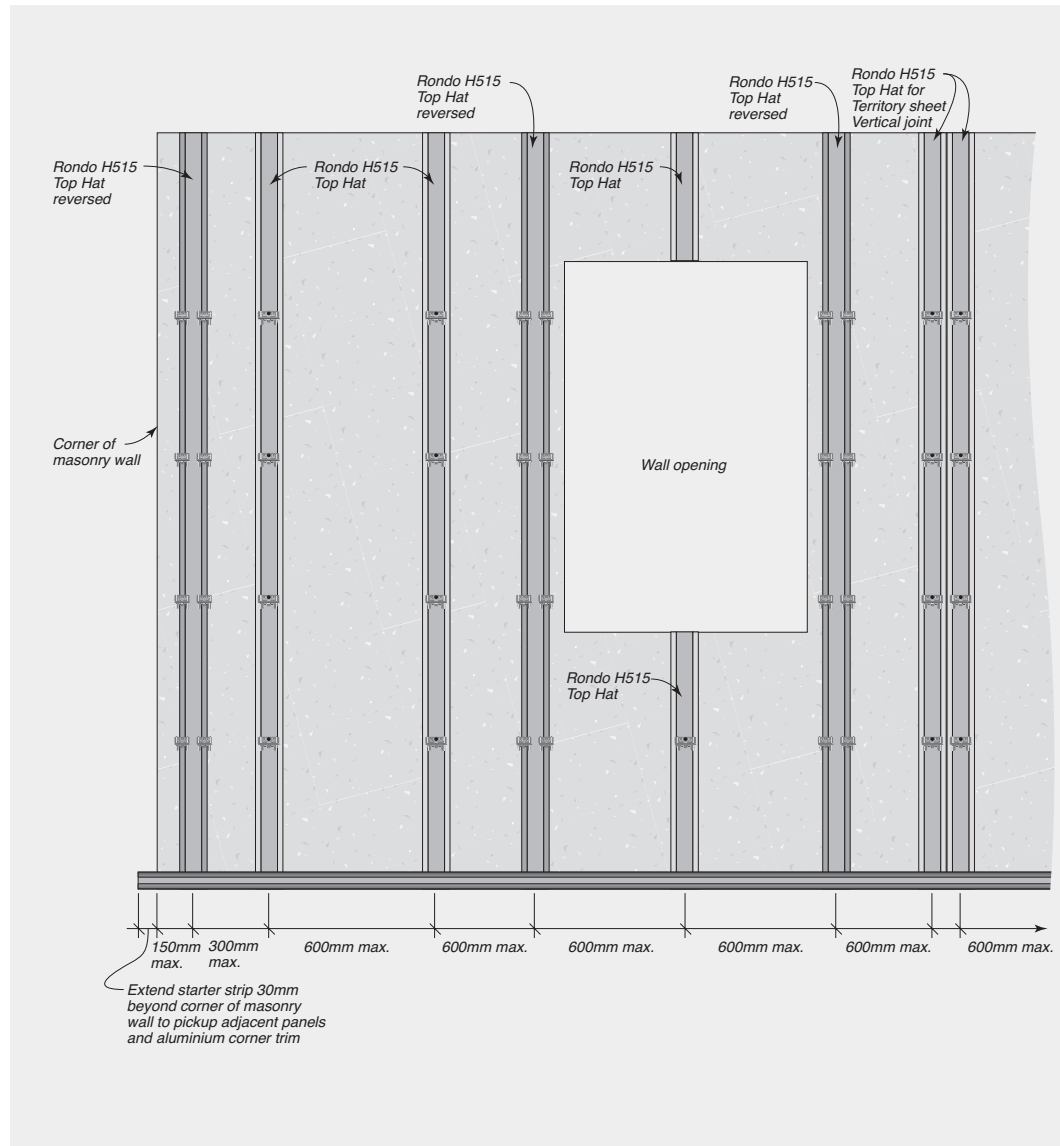 Rondo H515
Top Hat
reversed
Rondo H515
Top Hat
reversed
Rondo H515
Top Hat for
Territory sheet
Vertical joint
Rondo H515
Top Hat
reversed
Rondo H515
Top Hat
Rondo H515
Top Hat
Corner of
masonry wall
Wall opening
Rondo H515
Top Hat
150mm
max.
300mm
max.
600mm max.
600mm max.
600mm max.
600mm max.
600mm max.
600mm max.
Extend starter strip 30mm
beyond corner of masonry
wall to pickup adjacent panels
and aluminium corner trim